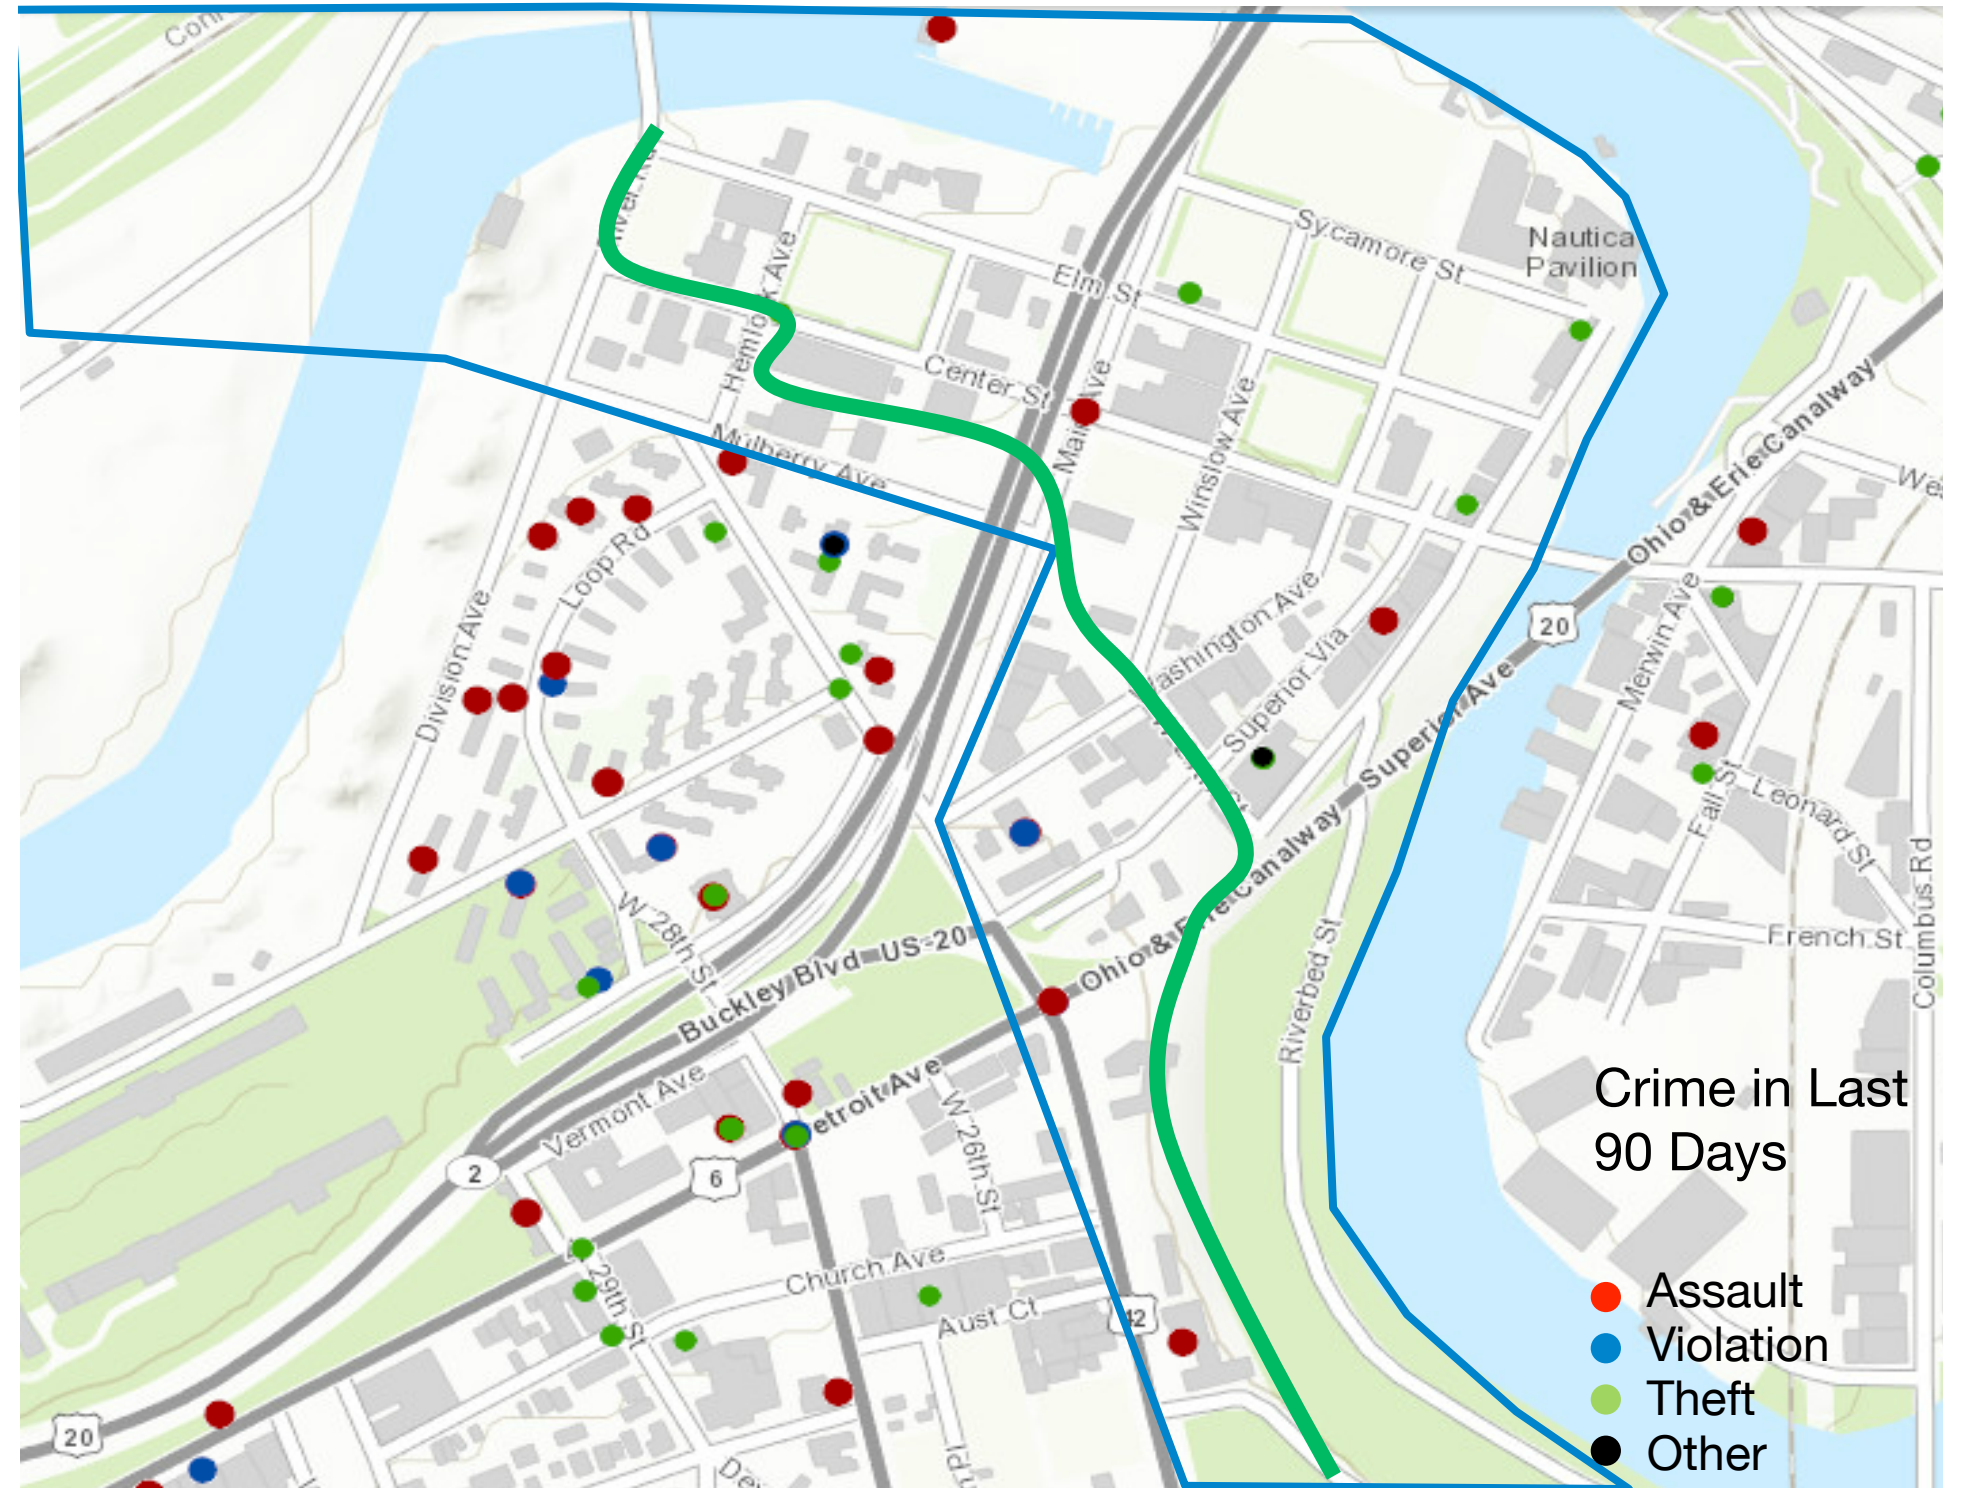 Sycamore St
Nautica
Pavilion
Elm St
Hemlock Ave
Center St
Main Ave
Winslow Ave
Mulberry Ave
Loop Rd
Division Ave
Washington Ave
Superior Via
Ohio & Erie Canalway
20
Superior Ave
Merwin Ave
Fall St
Leonard St
Columbus Rd
French St
W 28th St
Buckley Blvd
US-20
Ohio & Erie Canalway
Riverbed St
Vermont Ave
etroit Ave
2
6
W 26th St
Church Ave
29th St
Aust Ct
42
20
Crime in Last
90 Days
Assault
Violation
Theft
Other